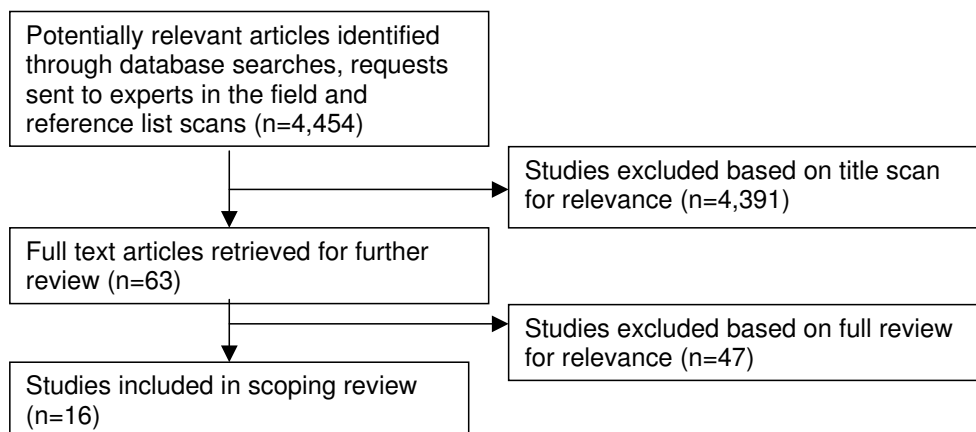 Potentially relevant articles identified
through database searches, requests
sent to experts in the field and
reference list scans (n=4,454)
Studies excluded based on title scan
for relevance (n=4,391)
Full text articles retrieved for further
review (n=63)
Studies excluded based on full review
for relevance (n=47)
Studies included in scoping review
(n=16)